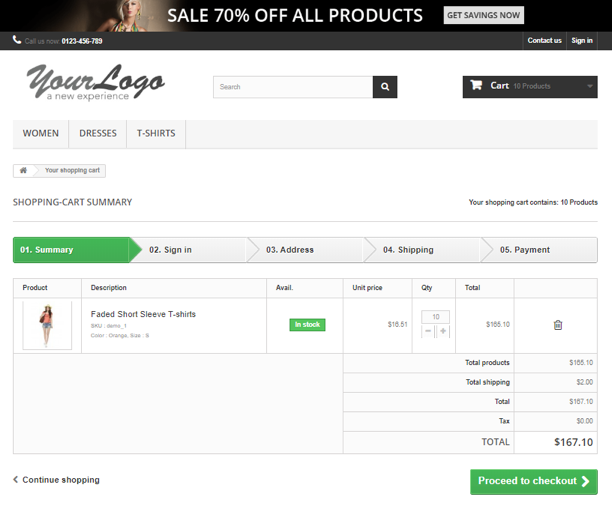 SALE 70% OFF ALL PRODUCTS GET SAVINGS NOW
Call us now: 0123-456-789 Contact us Sign in
Your Logo
a new experience
Search
Cart 10 Products
WOMEN DRESSES T-SHIRTS
Your shopping cart
SHOPPING-CART SUMMARY Your shopping cart contains: 10 Products
01. Summary 02. Sign in 03. Address 04. Shipping 05. Payment
Product Description Avail. Unit price Qty Total
Faded Short Sleeve T-shirts
SKU : demo_1
Color : Orange, Size : S
In stock $16.51 10 $165.10
Total products $165.10
Total shipping $2.00
Total $167.10
Tax $0.00
TOTAL $167.10
Continue shopping Proceed to checkout